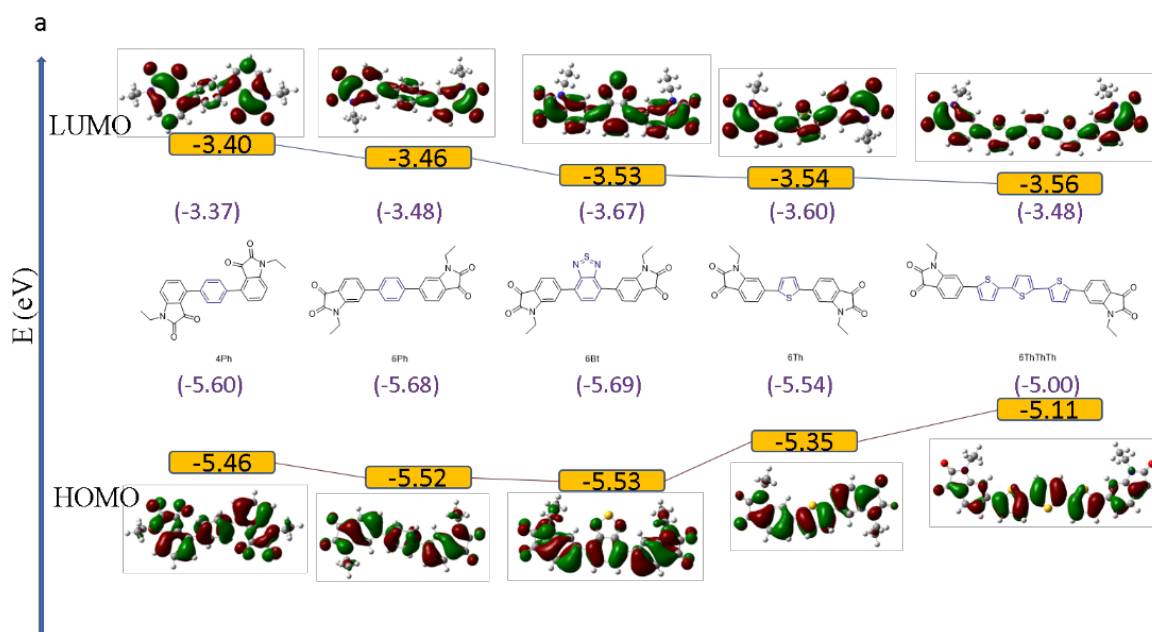 a
LUMO
-3.40
-3.46
-3.53
-3.54
-3.56
(-3.37)
(-3.48)
(-3.67)
(-3.60)
(-3.48)
E (eV)
O
O
N
N
O
O
O
N
O
O
N
O
N
S
N
O
N
O
O
N
O
O
N
O
S
O
N
O
O
N
O
S
S
S
O
N
O
4Ph
6Ph
6Bt
6Th
6ThThTh
(-5.60)
(-5.68)
(-5.69)
(-5.54)
(-5.00)
-5.46
-5.52
-5.53
-5.35
-5.11
HOMO